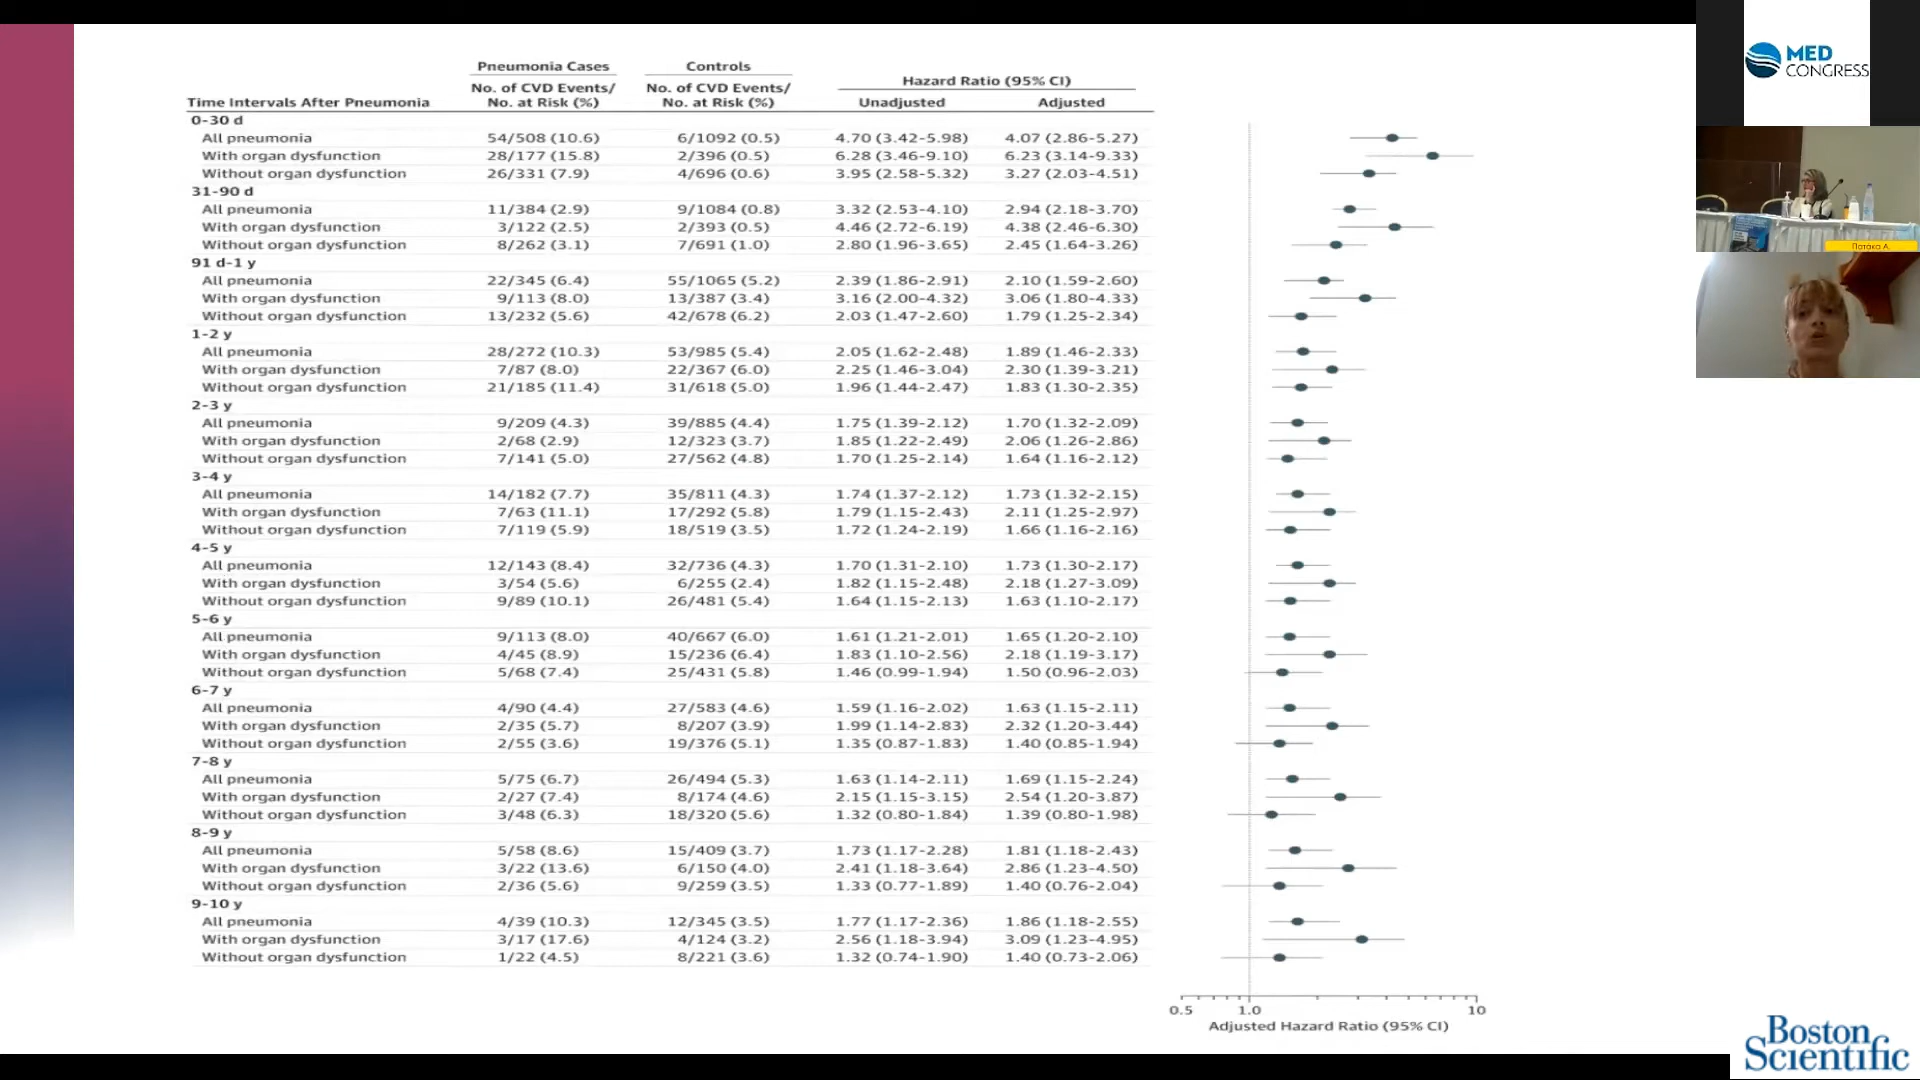 Pneumonia Cases Controls
Hazard Ratio (95% CI)
No. of CVD Events/ No. of CVD Events/
Time Intervals After Pneumonia No. at Risk (%) No. at Risk (%) Unadjusted Adjusted
0-30 d
All pneumonia 54/508 (10.6) 6/1092 (0.5) 4.70 (3.42-5.98) 4.07 (2.86-5.27)
With organ dysfunction 28/177 (15.8) 2/396 (0.5) 6.28 (3.46-9.10) 6.23 (3.14-9.33)
Without organ dysfunction 26/331 (7.9) 4/696 (0.6) 3.95 (2.58-5.32) 3.27 (2.03-4.51)
31-90 d
All pneumonia 11/384 (2.9) 9/1084 (0.8) 3.32 (2.53-4.10) 2.94 (2.18-3.70)
With organ dysfunction 3/122 (2.5) 2/393 (0.5) 4.46 (2.72-6.19) 4.38 (2.46-6.30)
Without organ dysfunction 8/262 (3.1) 7/691 (1.0) 2.80 (1.96-3.65) 2.45 (1.64-3.26)
91 d-1 y
All pneumonia 22/345 (6.4) 55/1065 (5.2) 2.39 (1.86-2.91) 2.10 (1.59-2.60)
With organ dysfunction 9/113 (8.0) 13/387 (3.4) 3.16 (2.00-4.32) 3.06 (1.80-4.33)
Without organ dysfunction 13/232 (5.6) 42/678 (6.2) 2.03 (1.47-2.60) 1.79 (1.25-2.34)
1-2 y
All pneumonia 28/272 (10.3) 53/985 (5.4) 2.05 (1.62-2.48) 1.89 (1.46-2.33)
With organ dysfunction 7/87 (8.0) 22/367 (6.0) 2.25 (1.46-3.04) 2.30 (1.39-3.21)
Without organ dysfunction 21/185 (11.4) 31/618 (5.0) 1.96 (1.44-2.47) 1.83 (1.30-2.35)
2-3 y
All pneumonia 9/209 (4.3) 39/885 (4.4) 1.75 (1.39-2.12) 1.70 (1.32-2.09)
With organ dysfunction 2/68 (2.9) 12/323 (3.7) 1.85 (1.22-2.49) 2.06 (1.26-2.86)
Without organ dysfunction 7/141 (5.0) 27/562 (4.8) 1.70 (1.25-2.14) 1.64 (1.16-2.12)
3-4 y
All pneumonia 14/182 (7.7) 35/811 (4.3) 1.74 (1.37-2.12) 1.73 (1.32-2.15)
With organ dysfunction 7/63 (11.1) 17/292 (5.8) 1.79 (1.15-2.43) 2.11 (1.25-2.97)
Without organ dysfunction 7/119 (5.9) 18/519 (3.5) 1.72 (1.24-2.19) 1.66 (1.16-2.16)
4-5 y
All pneumonia 12/143 (8.4) 32/736 (4.3) 1.70 (1.31-2.10) 1.73 (1.30-2.17)
With organ dysfunction 3/54 (5.6) 6/255 (2.4) 1.82 (1.15-2.48) 2.18 (1.27-3.09)
Without organ dysfunction 9/89 (10.1) 26/481 (5.4) 1.64 (1.15-2.13) 1.63 (1.10-2.17)
5-6 y
All pneumonia 9/113 (8.0) 40/667 (6.0) 1.61 (1.21-2.01) 1.65 (1.20-2.10)
With organ dysfunction 4/45 (8.9) 15/236 (6.4) 1.83 (1.10-2.56) 2.18 (1.19-3.17)
Without organ dysfunction 5/68 (7.4) 25/431 (5.8) 1.46 (0.99-1.94) 1.50 (0.96-2.03)
6-7 y
All pneumonia 4/90 (4.4) 27/583 (4.6) 1.59 (1.16-2.02) 1.63 (1.15-2.11)
With organ dysfunction 2/35 (5.7) 8/207 (3.9) 1.99 (1.14-2.83) 2.32 (1.20-3.44)
Without organ dysfunction 2/55 (3.6) 19/376 (5.1) 1.35 (0.87-1.83) 1.40 (0.85-1.94)
7-8 y
All pneumonia 5/75 (6.7) 26/494 (5.3) 1.63 (1.14-2.11) 1.69 (1.15-2.24)
With organ dysfunction 2/27 (7.4) 8/174 (4.6) 2.15 (1.15-3.15) 2.54 (1.20-3.87)
Without organ dysfunction 3/48 (6.3) 18/320 (5.6) 1.32 (0.80-1.84) 1.39 (0.80-1.98)
8-9 y
All pneumonia 5/58 (8.6) 15/409 (3.7) 1.73 (1.17-2.28) 1.81 (1.18-2.43)
With organ dysfunction 3/22 (13.6) 6/150 (4.0) 2.41 (1.18-3.64) 2.86 (1.23-4.50)
Without organ dysfunction 2/36 (5.6) 9/259 (3.5) 1.33 (0.77-1.89) 1.40 (0.76-2.04)
9-10 y
All pneumonia 4/39 (10.3) 12/345 (3.5) 1.77 (1.17-2.36) 1.86 (1.18-2.55)
With organ dysfunction 3/17 (17.6) 4/124 (3.2) 2.56 (1.18-3.94) 3.09 (1.23-4.95)
Without organ dysfunction 1/22 (4.5) 8/221 (3.6) 1.32 (0.74-1.90) 1.40 (0.73-2.06)
0.5 1.0 10
Adjusted Hazard Ratio (95% CI)
MED
CONGRESS
Πατάκα Α.
Boston
Scientific